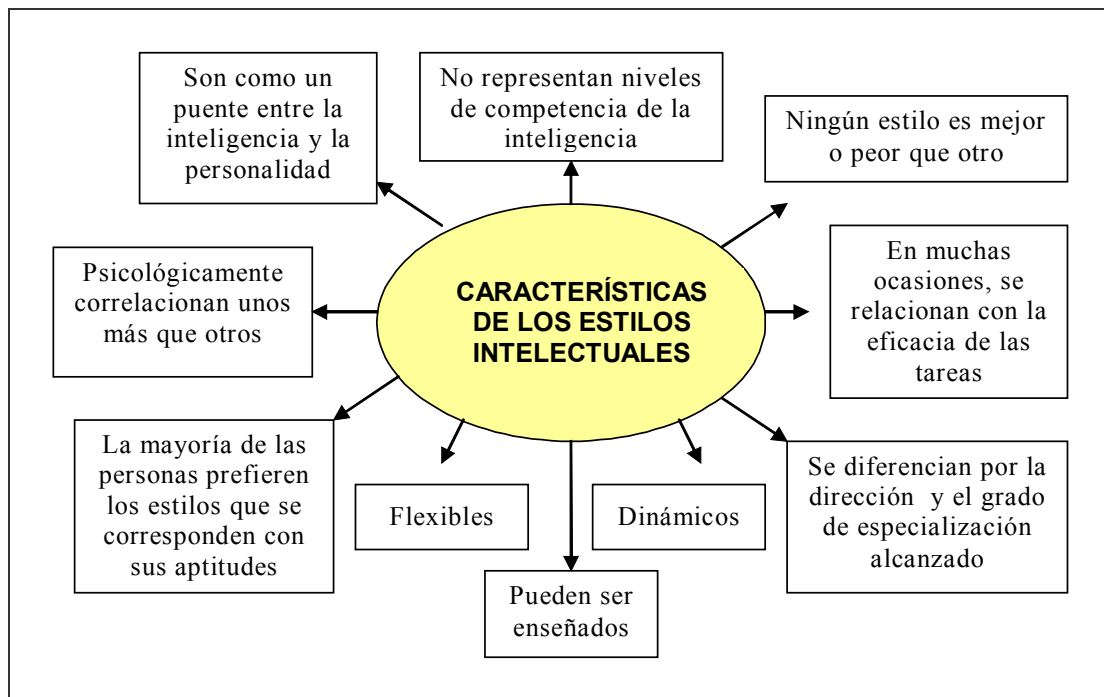 Son como un
puente entre la
inteligencia y la
personalidad
No representan niveles
de competencia de la
inteligencia
Ningún estilo es mejor
o peor que otro
Psicológicamente
correlacionan unos
más que otros
CARACTERÍSTICAS
DE LOS ESTILOS
INTELECTUALES
En muchas
ocasiones, se
relacionan con la
eficacia de las
tareas
La mayoría de las
personas prefieren
los estilos que se
corresponden con
sus aptitudes
Flexibles
Pueden ser
enseñados
Dinámicos
Se diferencian por la
dirección y el grado
de especialización
alcanzado